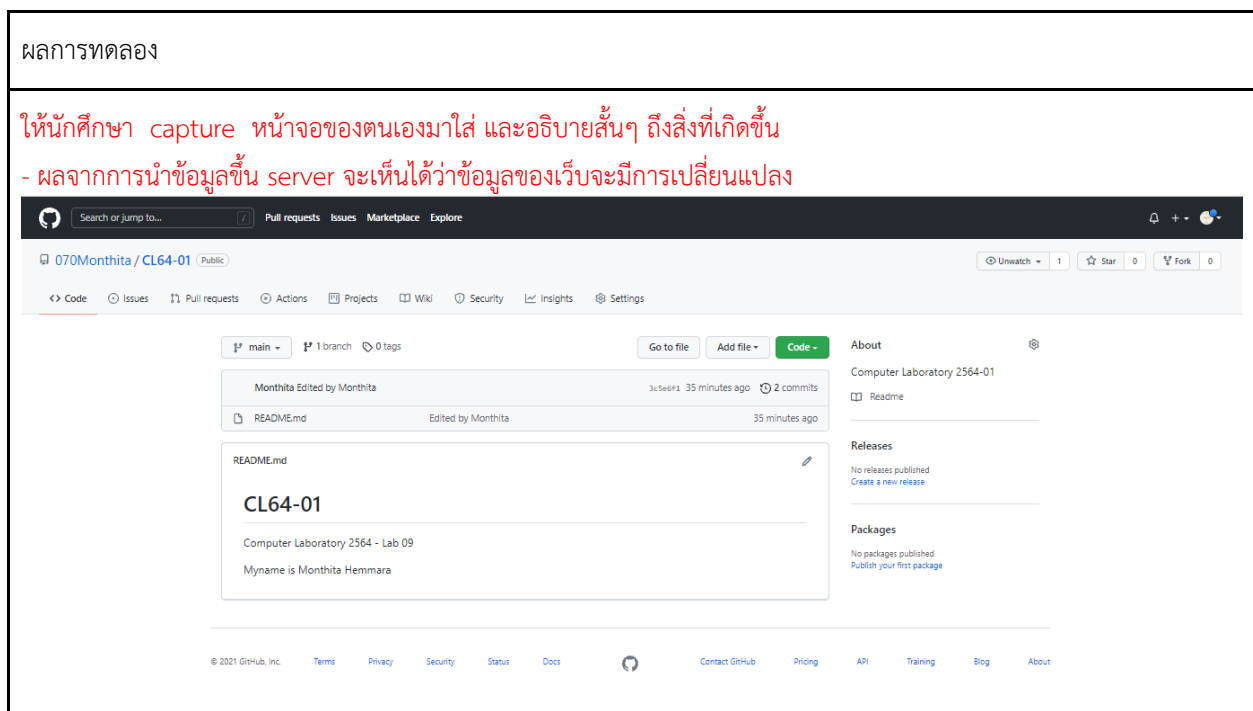 ผลการทดลอง
ให้นักศึกษา capture หน้าจอของตนเองมาใส่ และอธิบายสั้นๆ ถึงสิ่งที่เกิดขึ้น
- ผลจากการนำข้อมูลขึ้น server จะเห็นได้ว่าข้อมูลของเว็บจะมีการเปลี่ยนแปลง
Search or jump to... / Pull requests Issues Marketplace Explore
070Monthita / CL64-01 Public Unwatch 1 Star 0 Fork 0
Code Issues Pull requests Actions Projects Wiki Security Insights Settings
main 1 branch 0 tags Go to file Add file Code
Monthita Edited by Monthita 3c5e6f1 35 minutes ago 2 commits
README.md Edited by Monthita 35 minutes ago
README.md
CL64-01
Computer Laboratory 2564 - Lab 09
Myname is Monthita Hemmara
About
Computer Laboratory 2564-01
Readme
Releases
No releases published
Create a new release
Packages
No packages published
Publish your first package
© 2021 GitHub, Inc. Terms Privacy Security Status Docs Contact GitHub Pricing API Training Blog About